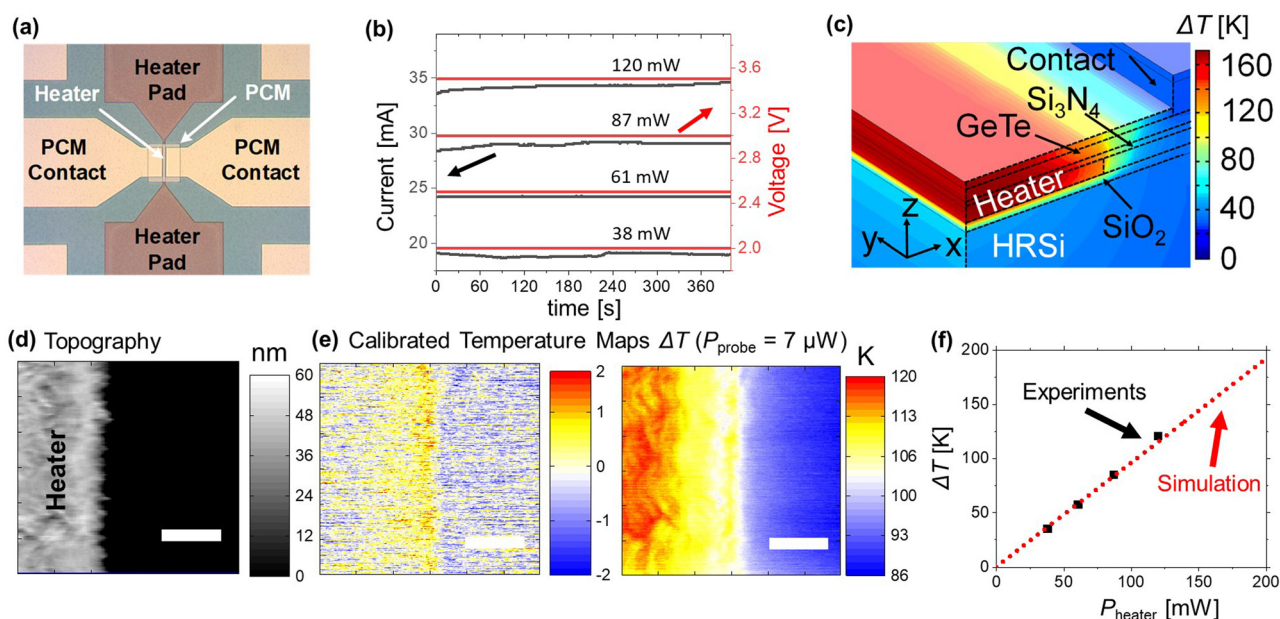 (a)
Heater
Pad
Heater
PCM
PCM
Contact
PCM
Contact
Heater
Pad
(b)
Current [mA]
35
30
25
20
120 mW
87 mW
61 mW
38 mW
3.6
3.2
2.8
2.4
2.0
Voltage [V]
0 60 120 180 240 300 360
time [s]
(c)
ΔT [K]
Contact
Si3N4
GeTe
Heater
SiO2
HRSi
z
y
x
160
120
80
40
0
(d) Topography
nm
60
48
36
24
12
0
Heater
(e) Calibrated Temperature Maps ΔT (Pprobe = 7 µW)
2
1
0
-1
-2
K
120
113
106
100
93
86
(f)
ΔT [K]
200
150
100
50
0
Experiments
Simulation
0 50 100 150 200
Pheater [mW]